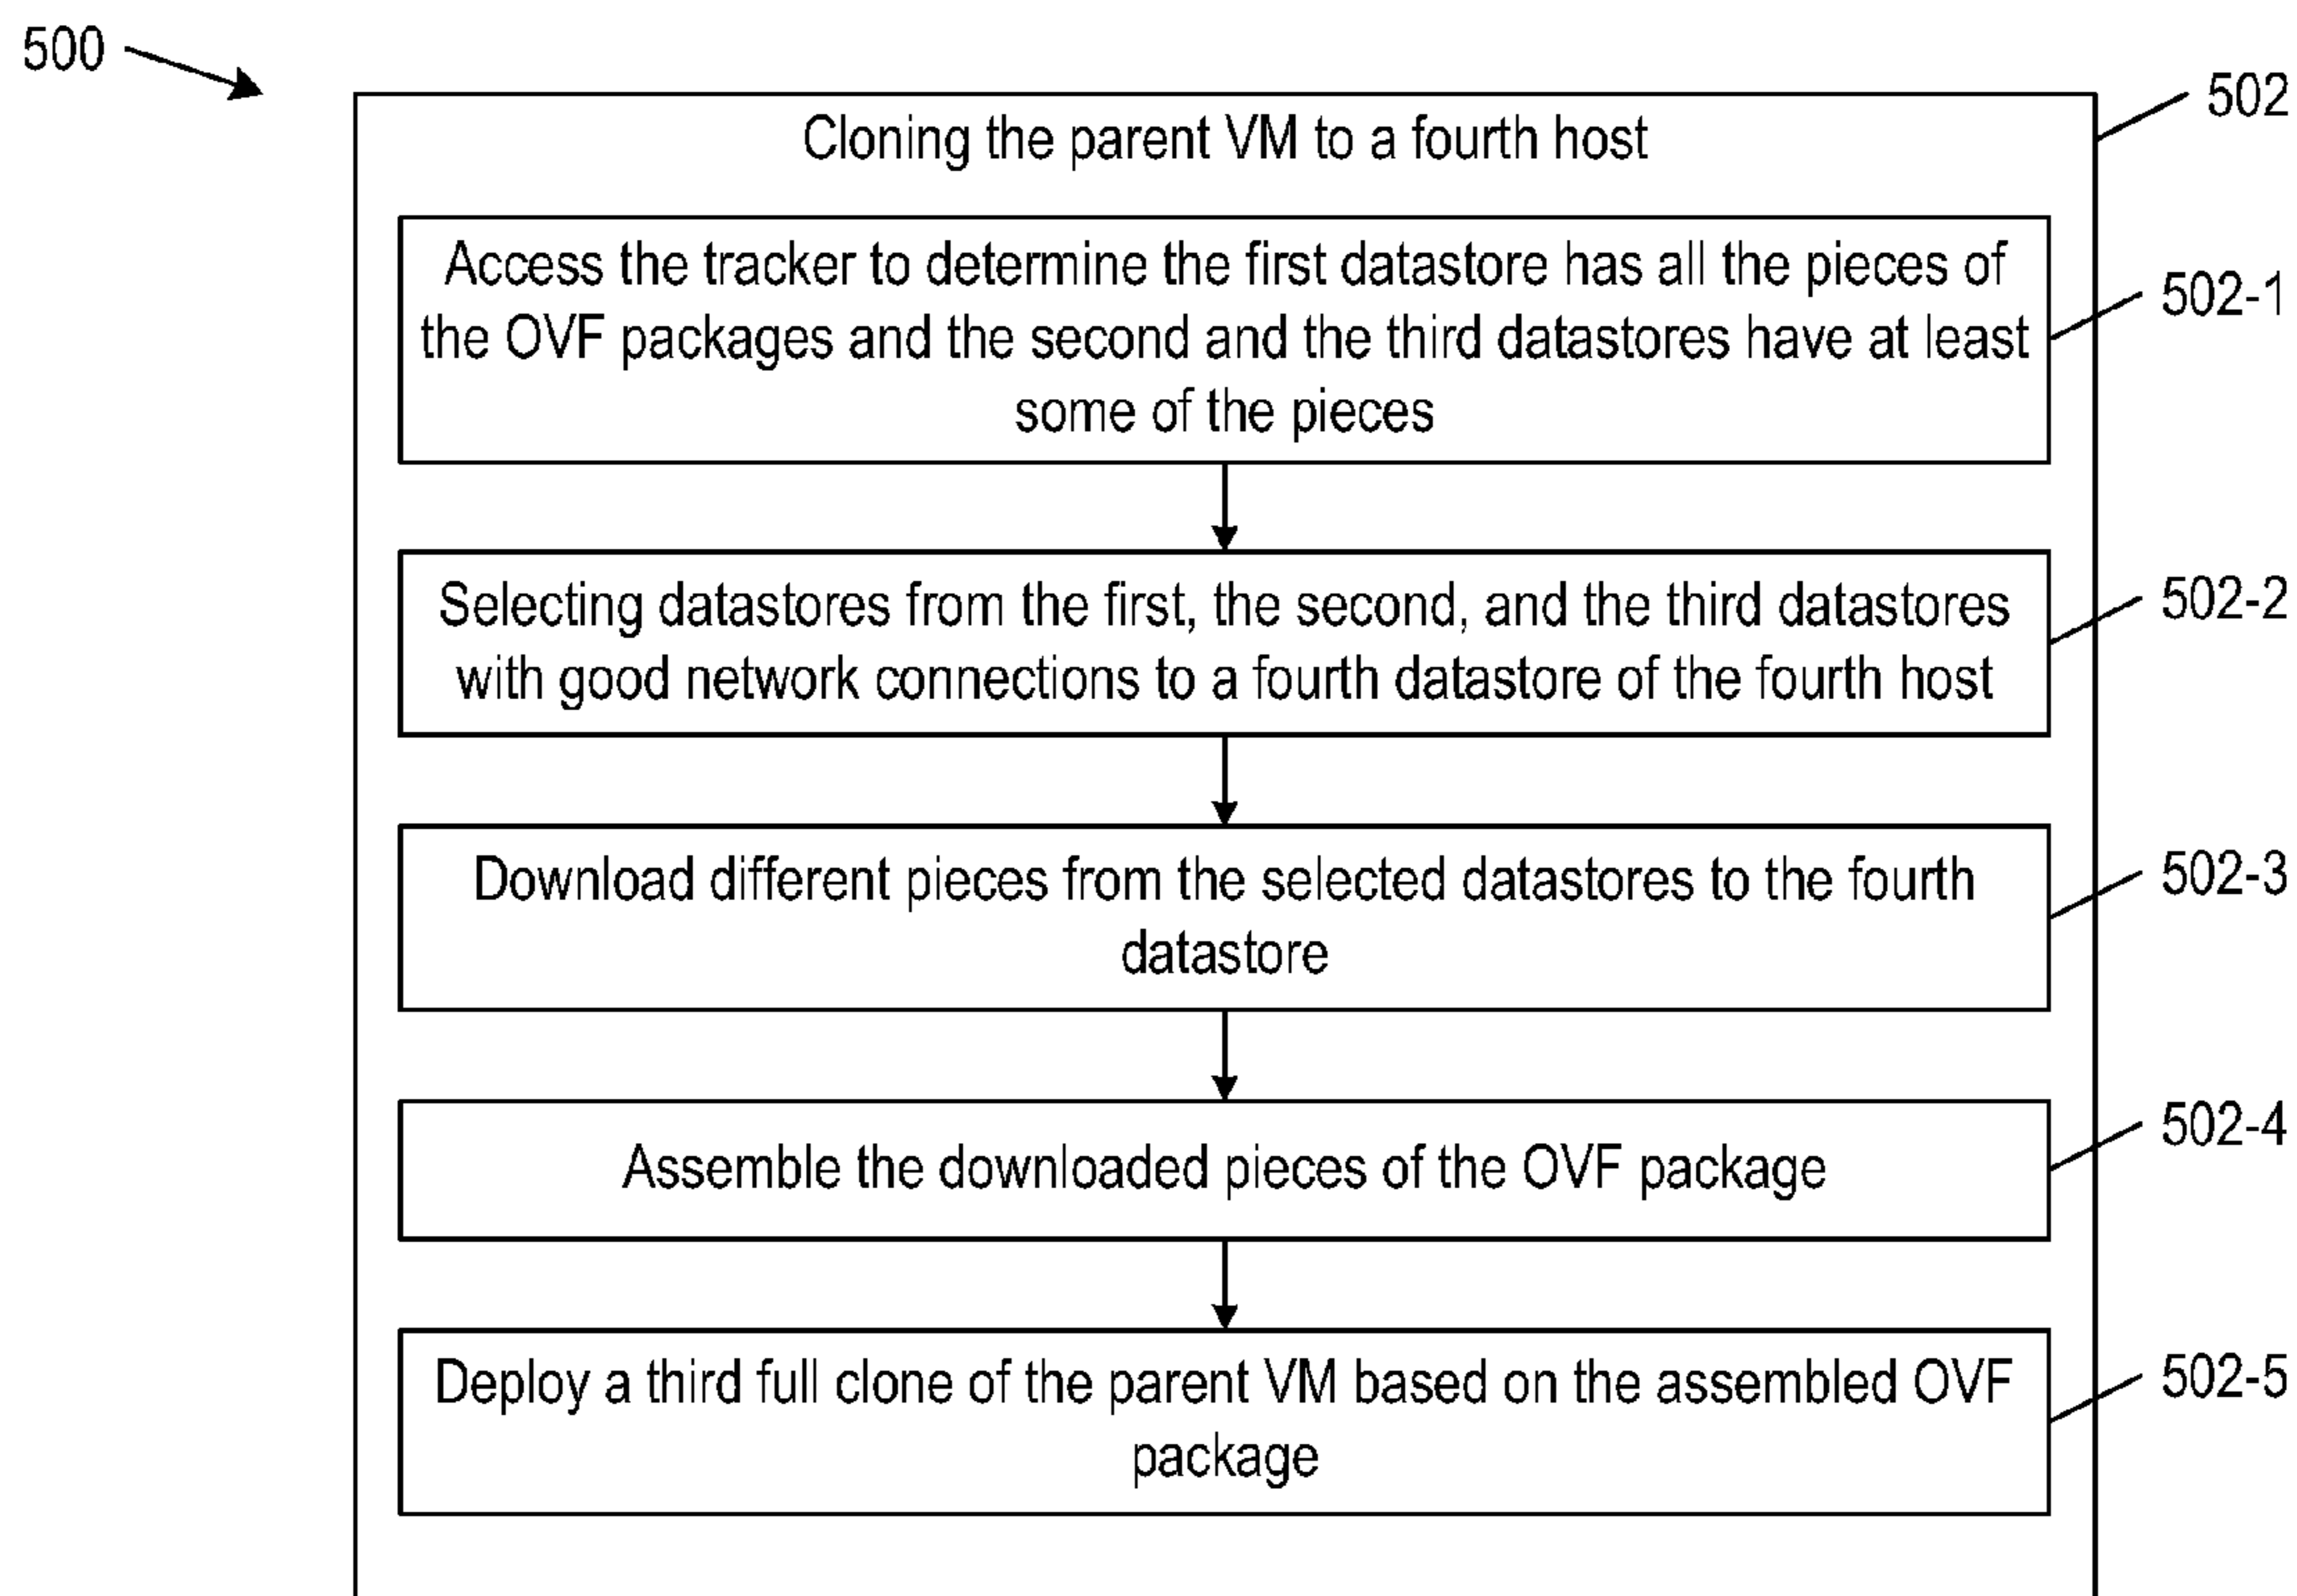 500
502
Cloning the parent VM to a fourth host
Access the tracker to determine the first datastore has all the pieces of
the OVF packages and the second and the third datastores have at least
some of the pieces
502-1
Selecting datastores from the first, the second, and the third datastores
with good network connections to a fourth datastore of the fourth host
502-2
Download different pieces from the selected datastores to the fourth
datastore
502-3
Assemble the downloaded pieces of the OVF package
502-4
Deploy a third full clone of the parent VM based on the assembled OVF
package
502-5